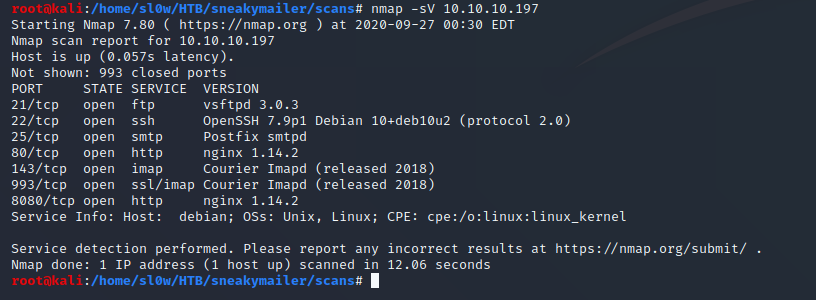 root@kali:/home/sl0w/HTB/sneakymailer/scans# nmap -sV 10.10.10.197
Starting Nmap 7.80 ( https://nmap.org ) at 2020-09-27 00:30 EDT
Nmap scan report for 10.10.10.197
Host is up (0.057s latency).
Not shown: 993 closed ports
PORT     STATE SERVICE  VERSION
21/tcp   open  ftp      vsftpd 3.0.3
22/tcp   open  ssh      OpenSSH 7.9p1 Debian 10+deb10u2 (protocol 2.0)
25/tcp   open  smtp     Postfix smtpd
80/tcp   open  http     nginx 1.14.2
143/tcp  open  imap     Courier Imapd (released 2018)
993/tcp  open  ssl/imap Courier Imapd (released 2018)
8080/tcp open  http     nginx 1.14.2
Service Info: Host:  debian; OSs: Unix, Linux; CPE: cpe:/o:linux:linux_kernel

Service detection performed. Please report any incorrect results at https://nmap.org/submit/ .
Nmap done: 1 IP address (1 host up) scanned in 12.06 seconds
root@kali:/home/sl0w/HTB/sneakymailer/scans#